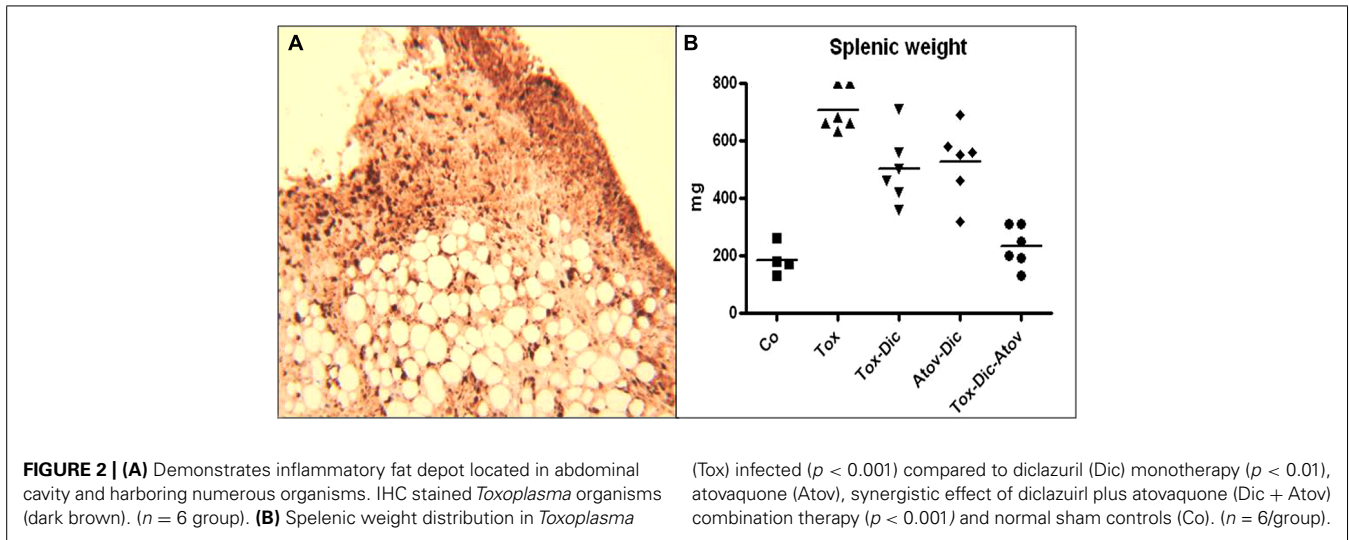 A
B
Splenic weight
800
600
400
200
0
mg
Co
Tox
Tox-Dic
Atov-Dic
Tox-Dic-Atov
FIGURE 2 | (A) Demonstrates inflammatory fat depot located in abdominal
cavity and harboring numerous organisms. IHC stained Toxoplasma organisms
(dark brown). (n = 6 group). (B) Spelenic weight distribution in Toxoplasma
(Tox) infected (p < 0.001) compared to diclazuril (Dic) monotherapy (p < 0.01),
atovaquone (Atov), synergistic effect of diclazuirl plus atovaquone (Dic + Atov)
combination therapy (p < 0.001) and normal sham controls (Co). (n = 6/group).